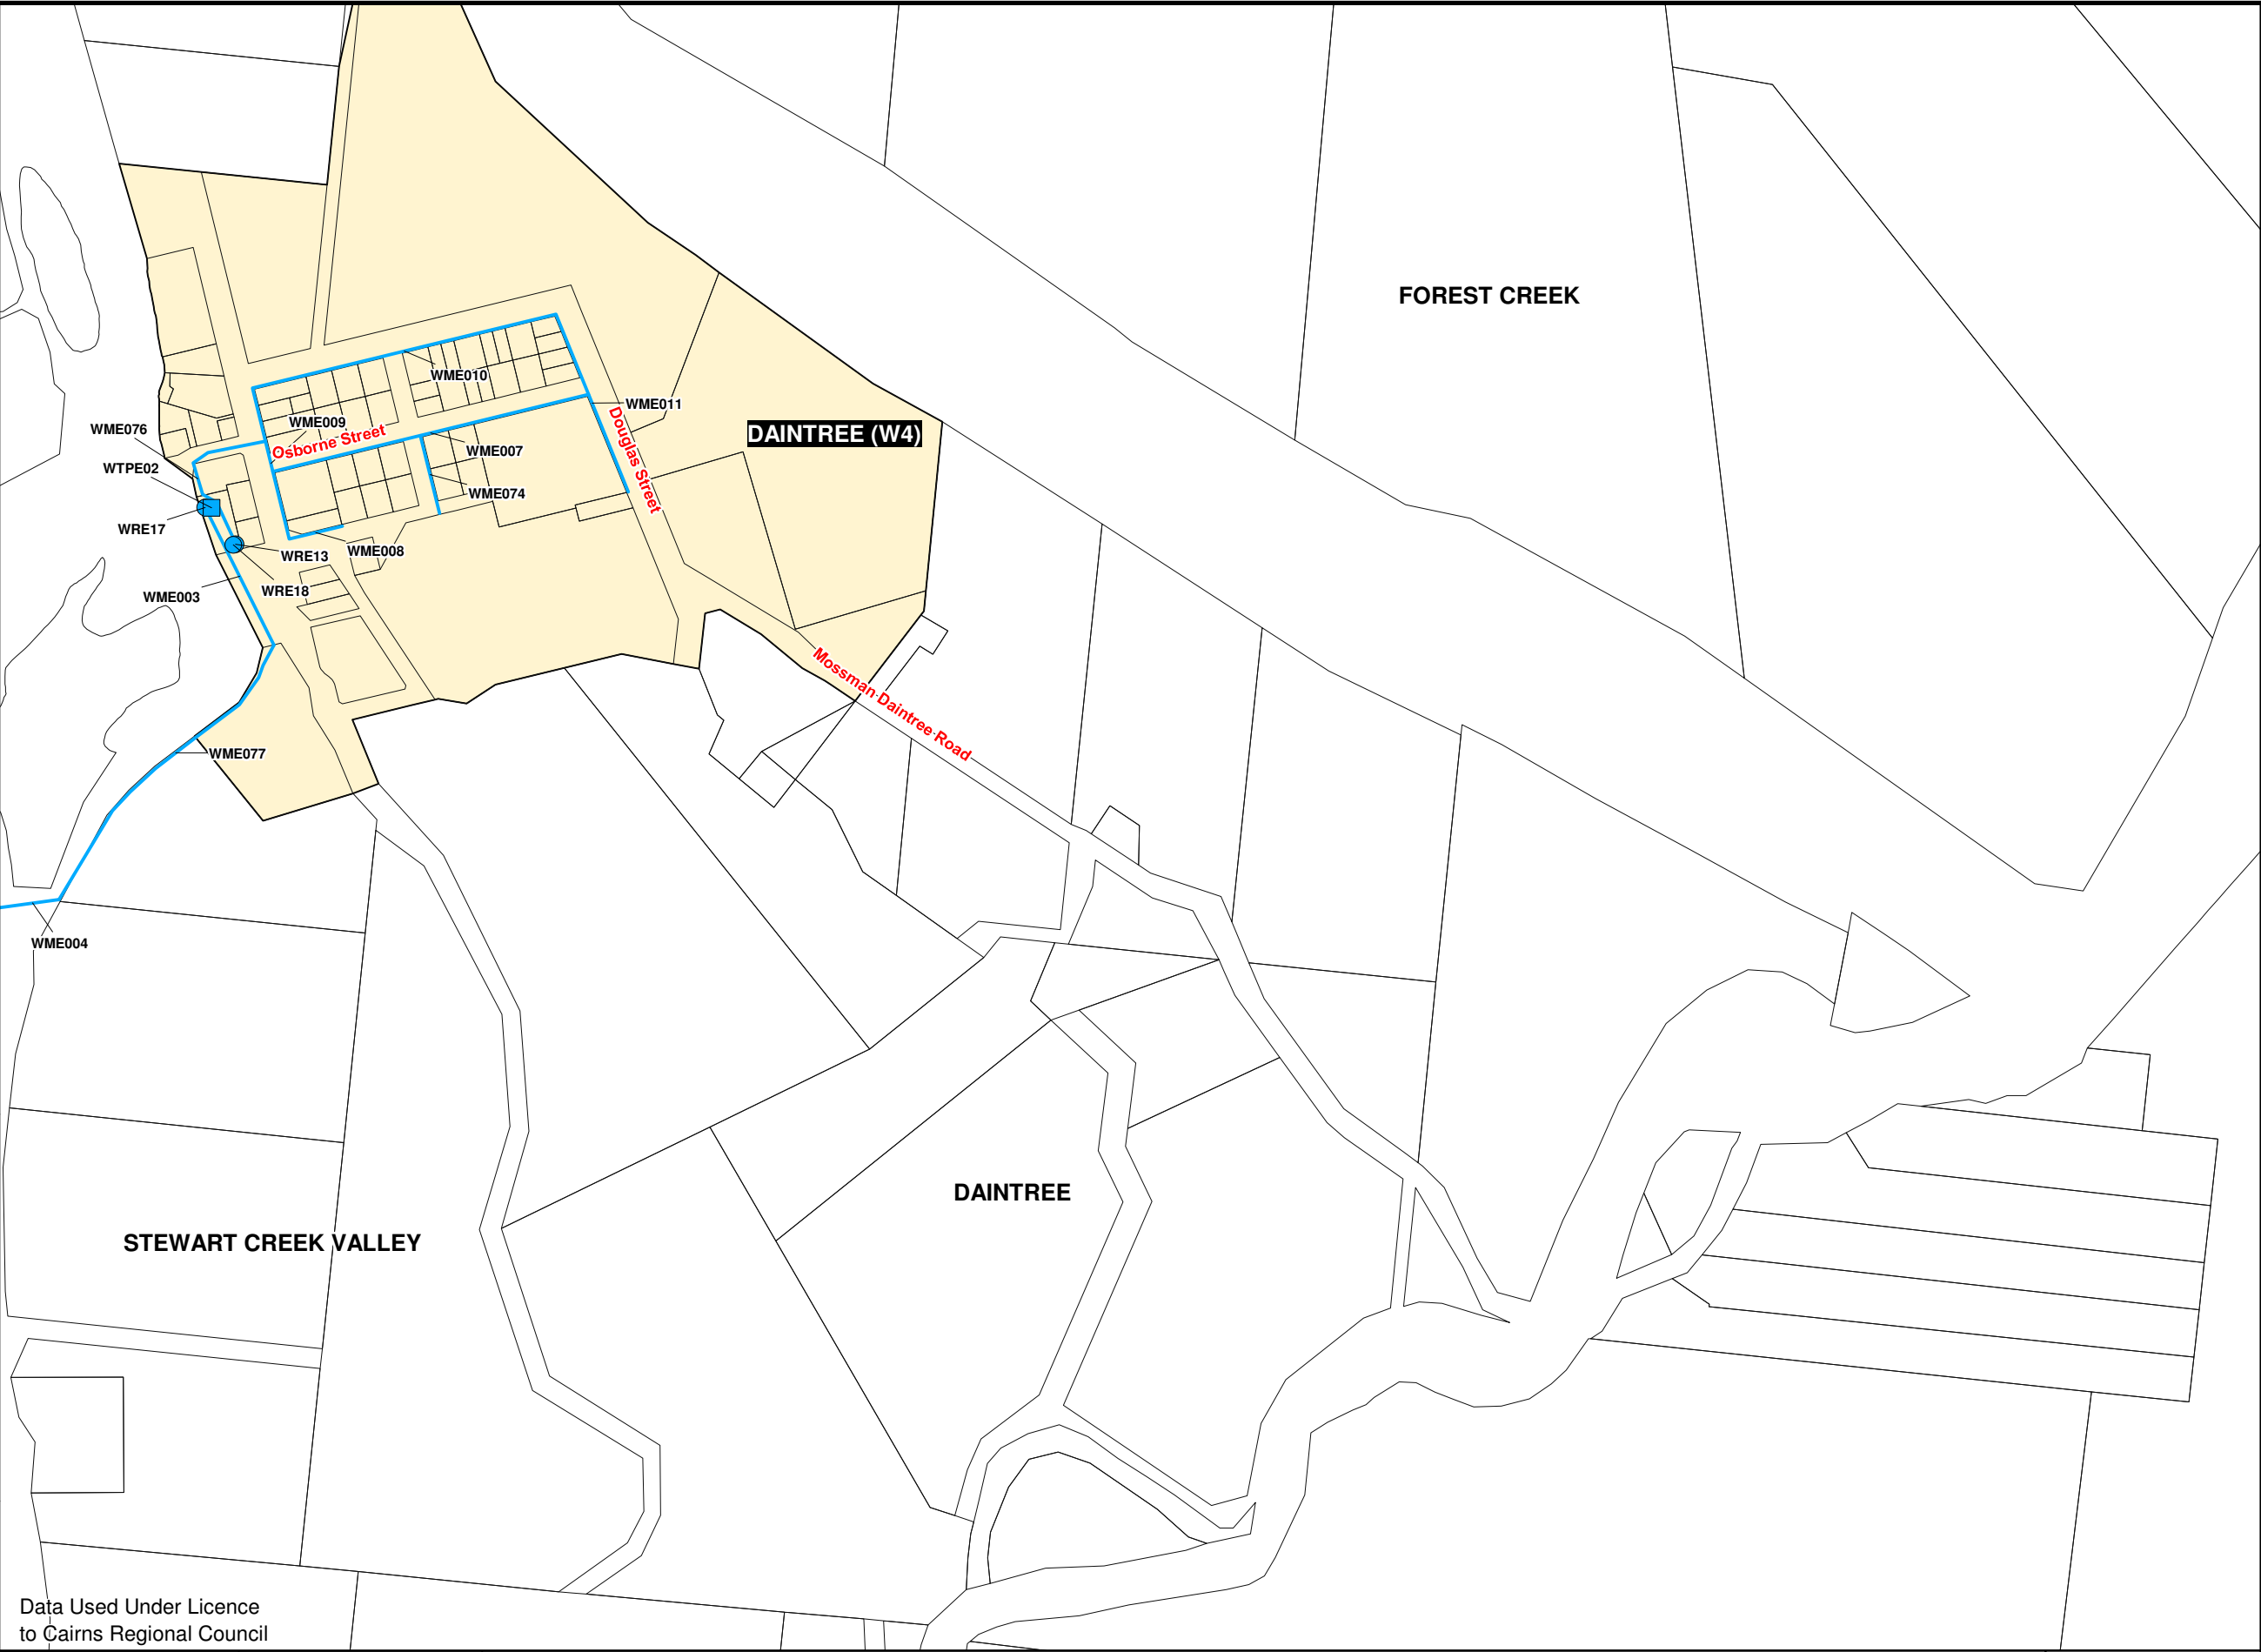 FOREST CREEK
WME010
WME011
WME009
Osborne Street
Douglas Street
DAINTREE (W4)
WME076
WME007
WTPE02
WME074
WRE17
WRE13
WME008
WRE18
WME003
Mossman-Daintree Road
WME077
WME004
DAINTREE
STEWART CREEK VALLEY
Data Used Under Licence
to Cairns Regional Council